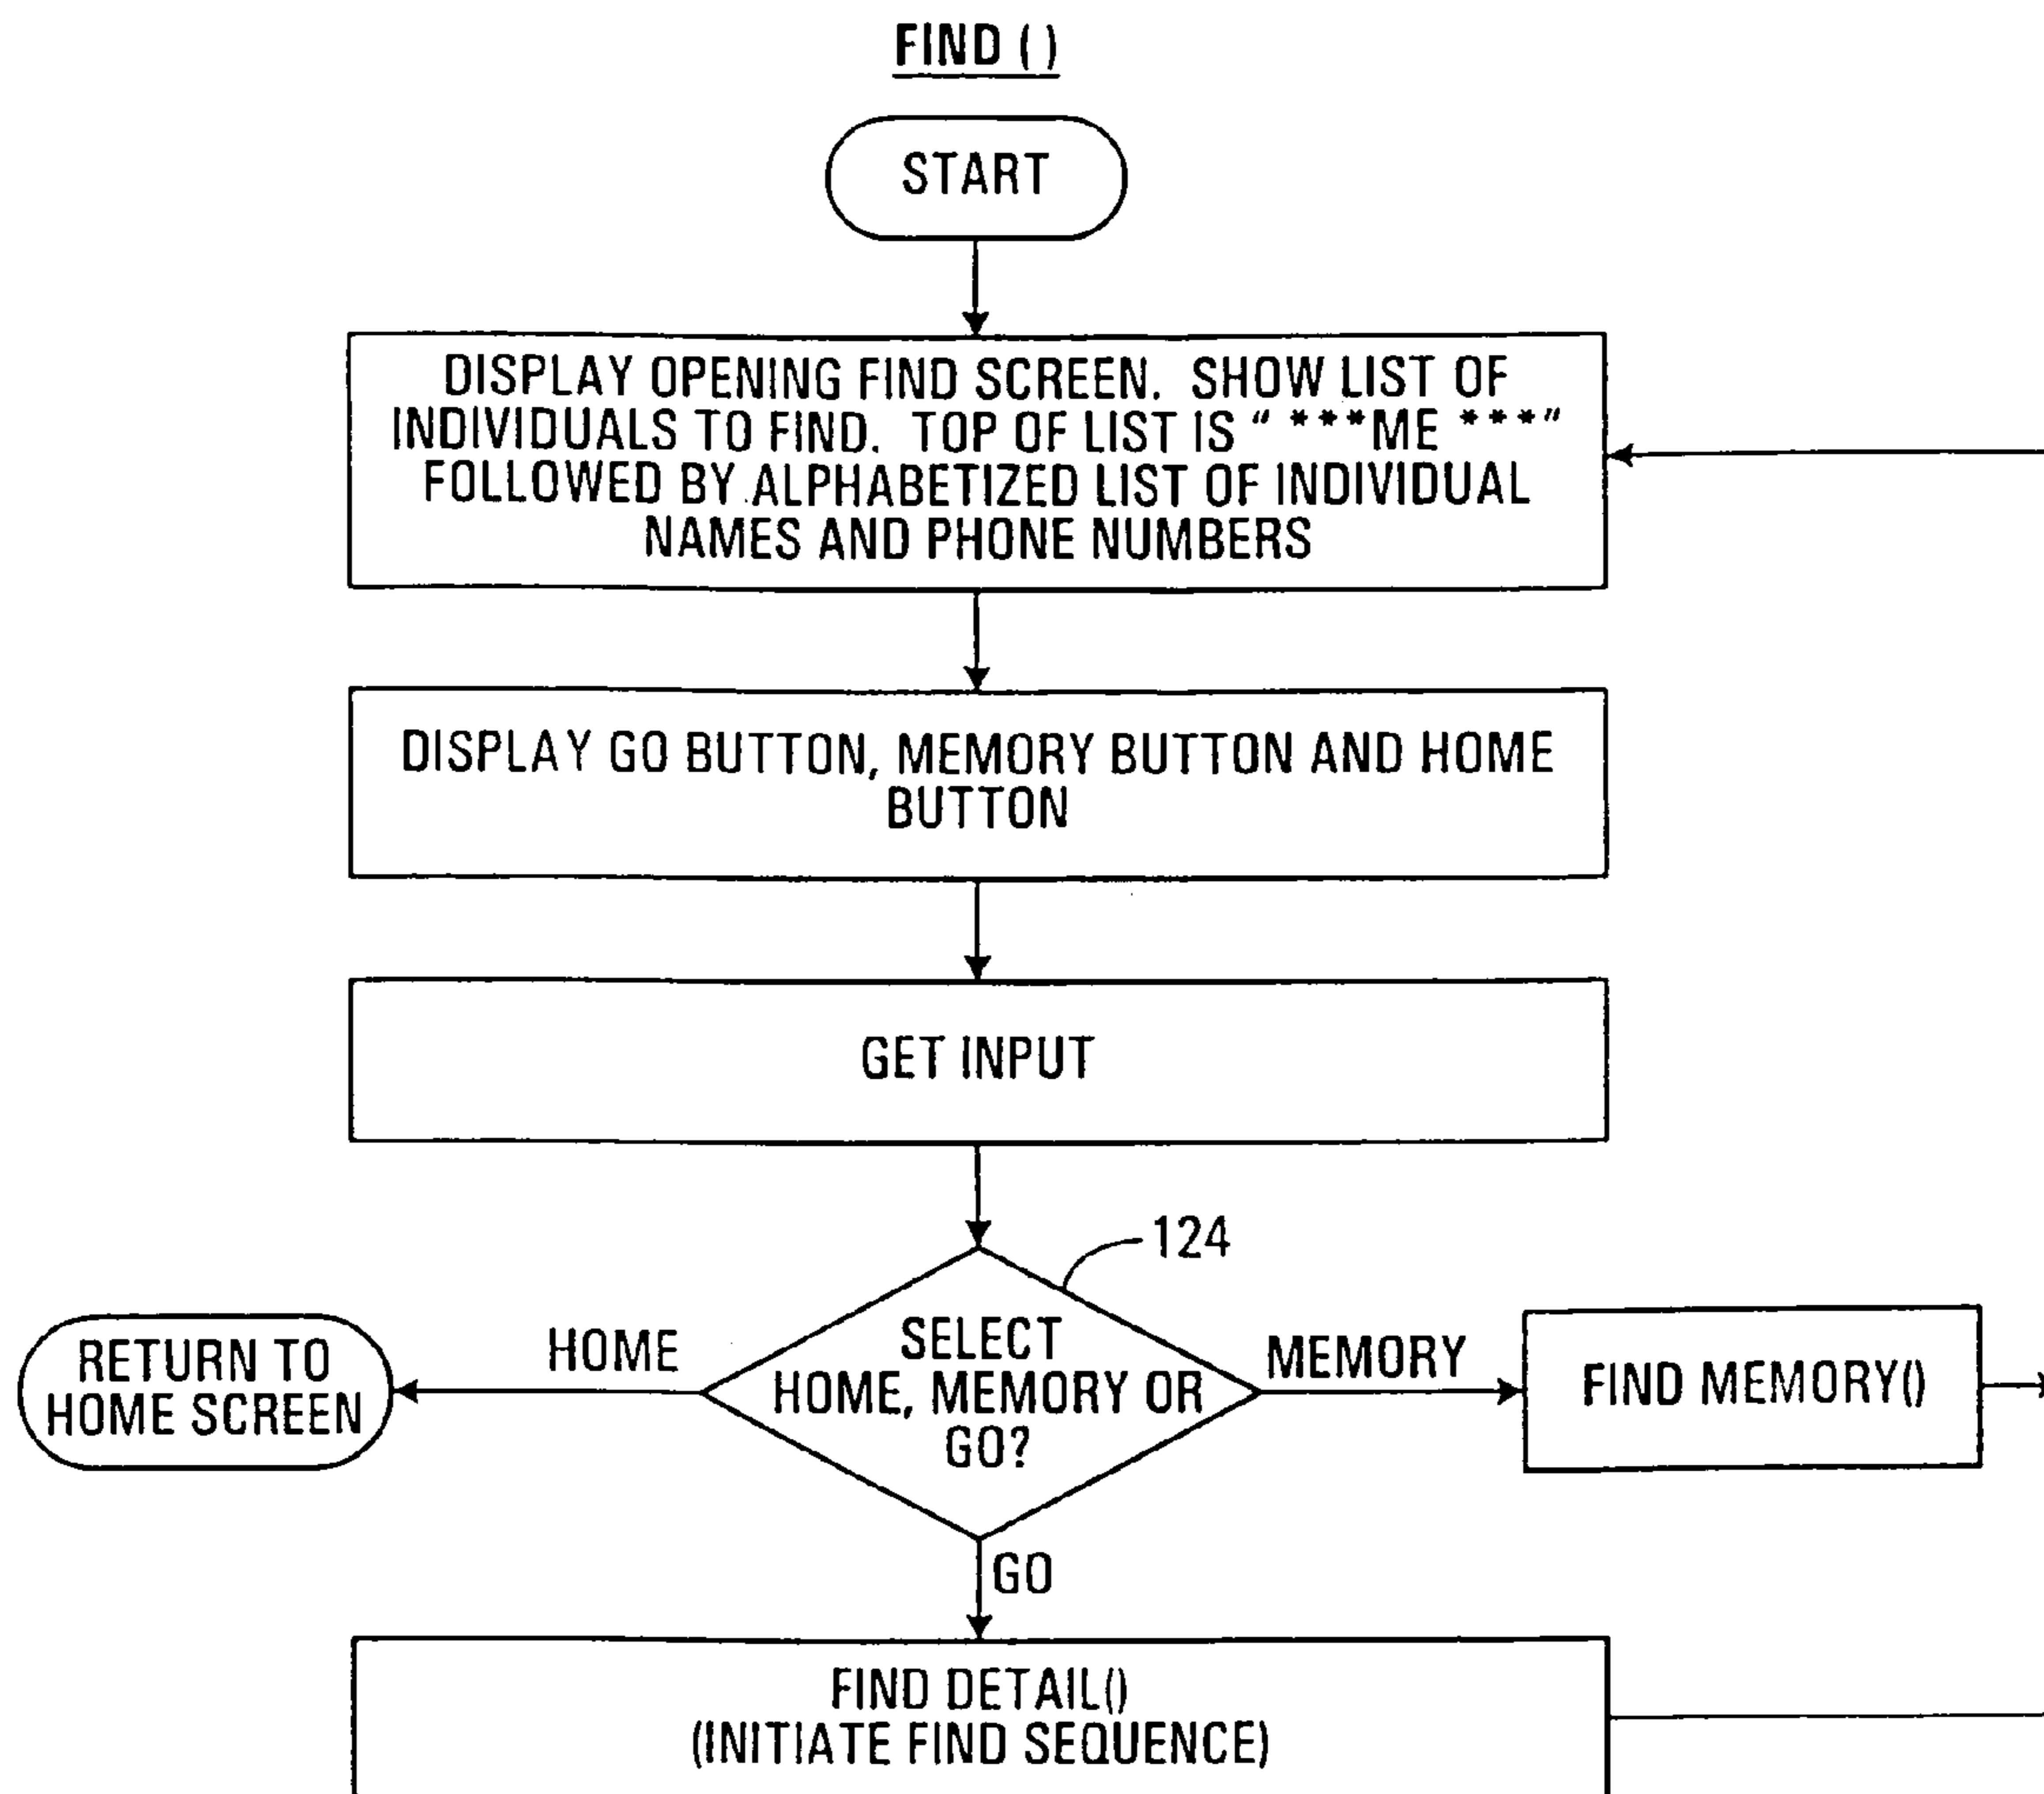 FIND ( )
START
DISPLAY OPENING FIND SCREEN. SHOW LIST OF
INDIVIDUALS TO FIND. TOP OF LIST IS “ ***ME ***”
FOLLOWED BY ALPHABETIZED LIST OF INDIVIDUAL
NAMES AND PHONE NUMBERS
DISPLAY GO BUTTON, MEMORY BUTTON AND HOME
BUTTON
GET INPUT
124
RETURN TO
HOME SCREEN
HOME
SELECT
HOME, MEMORY OR
GO?
MEMORY
FIND MEMORY()
GO
FIND DETAIL()
(INITIATE FIND SEQUENCE)